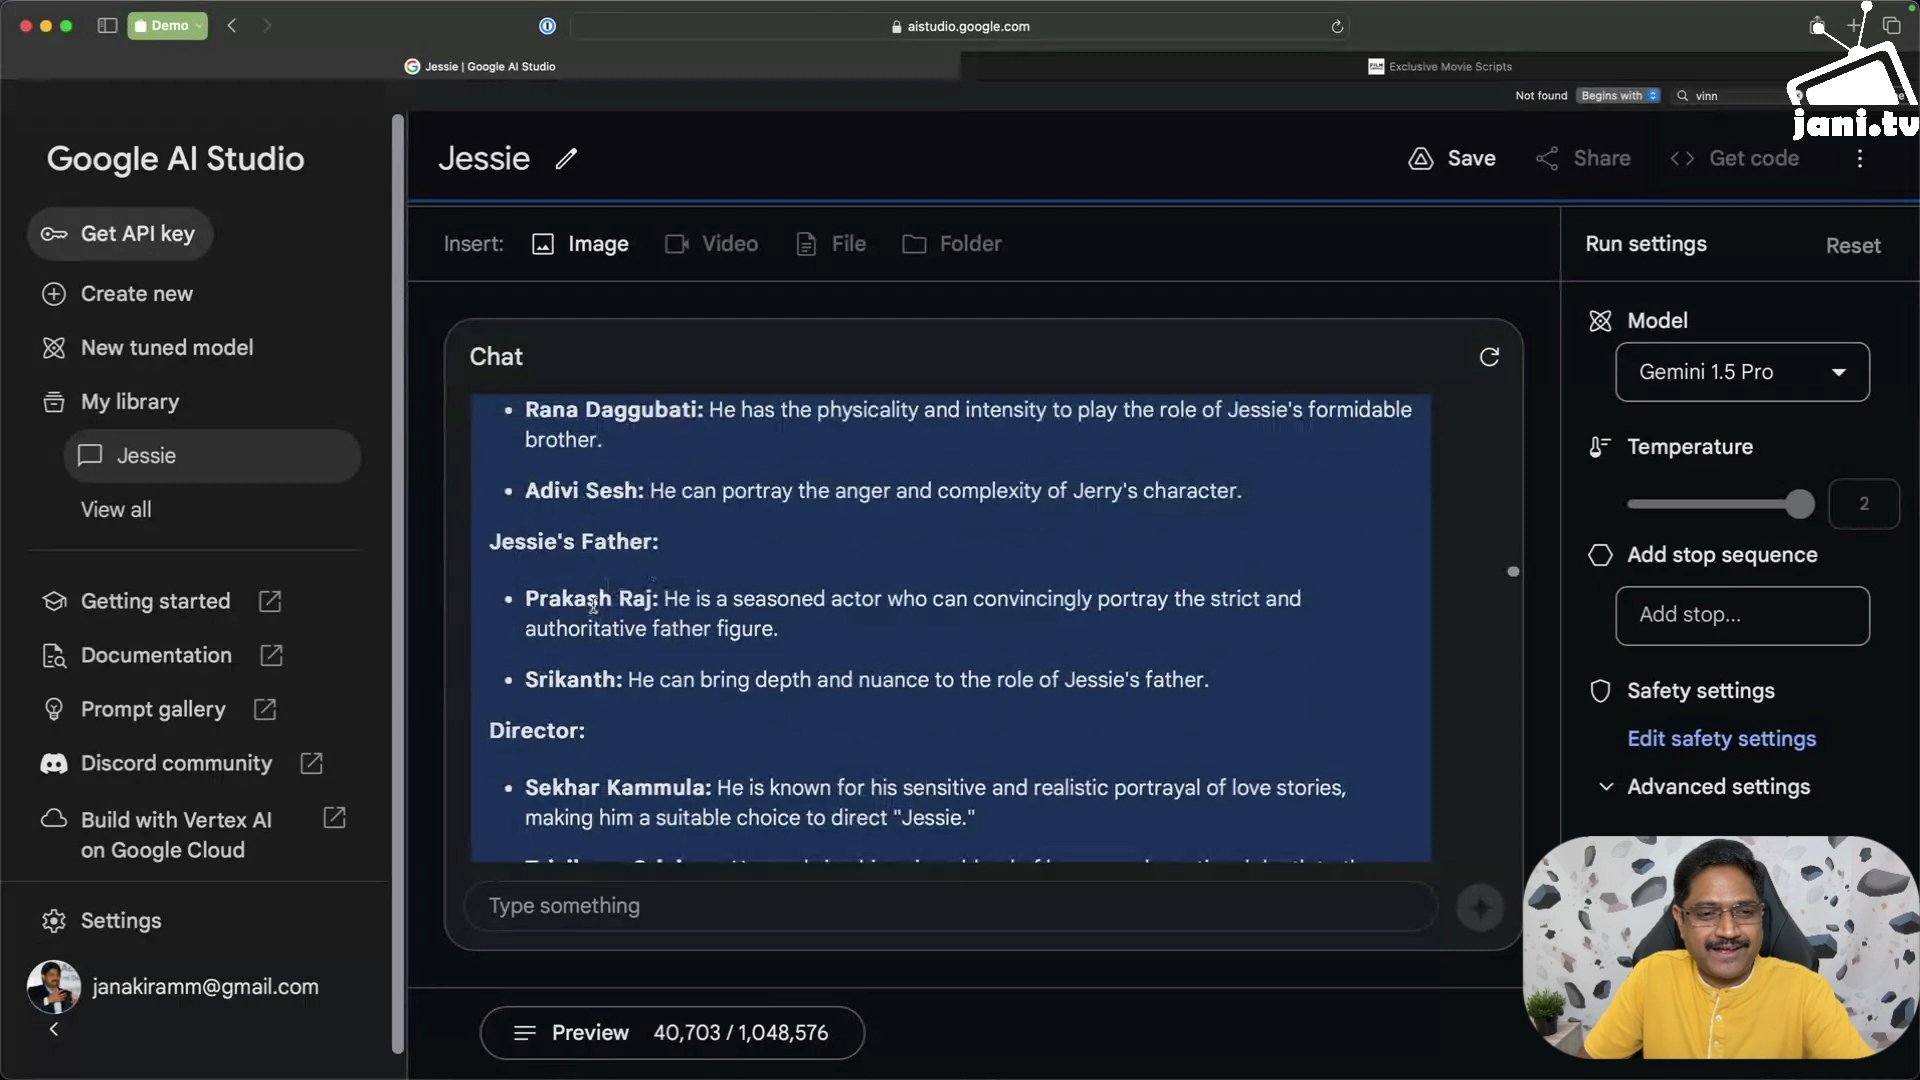 Demo
aistudio.google.com
Jessie | Google AI Studio
Exclusive Movie Scripts
Not found
Begins with
vinn
jani.tv
Google AI Studio
Get API key
Create new
New tuned model
My library
Jessie
View all
Getting started
Documentation
Prompt gallery
Discord community
Build with Vertex AI
on Google Cloud
Settings
janakiramm@gmail.com
Jessie
Save
Share
Get code
Insert:
Image
Video
File
Folder
Chat
• Rana Daggubati: He has the physicality and intensity to play the role of Jessie's formidable
brother.
• Adivi Sesh: He can portray the anger and complexity of Jerry's character.
Jessie's Father:
• Prakash Raj: He is a seasoned actor who can convincingly portray the strict and
authoritative father figure.
• Srikanth: He can bring depth and nuance to the role of Jessie's father.
Director:
• Sekhar Kammula: He is known for his sensitive and realistic portrayal of love stories,
making him a suitable choice to direct "Jessie."
Type something
Preview 40,703 / 1,048,576
Run settings
Reset
Model
Gemini 1.5 Pro
Temperature
2
Add stop sequence
Add stop...
Safety settings
Edit safety settings
Advanced settings